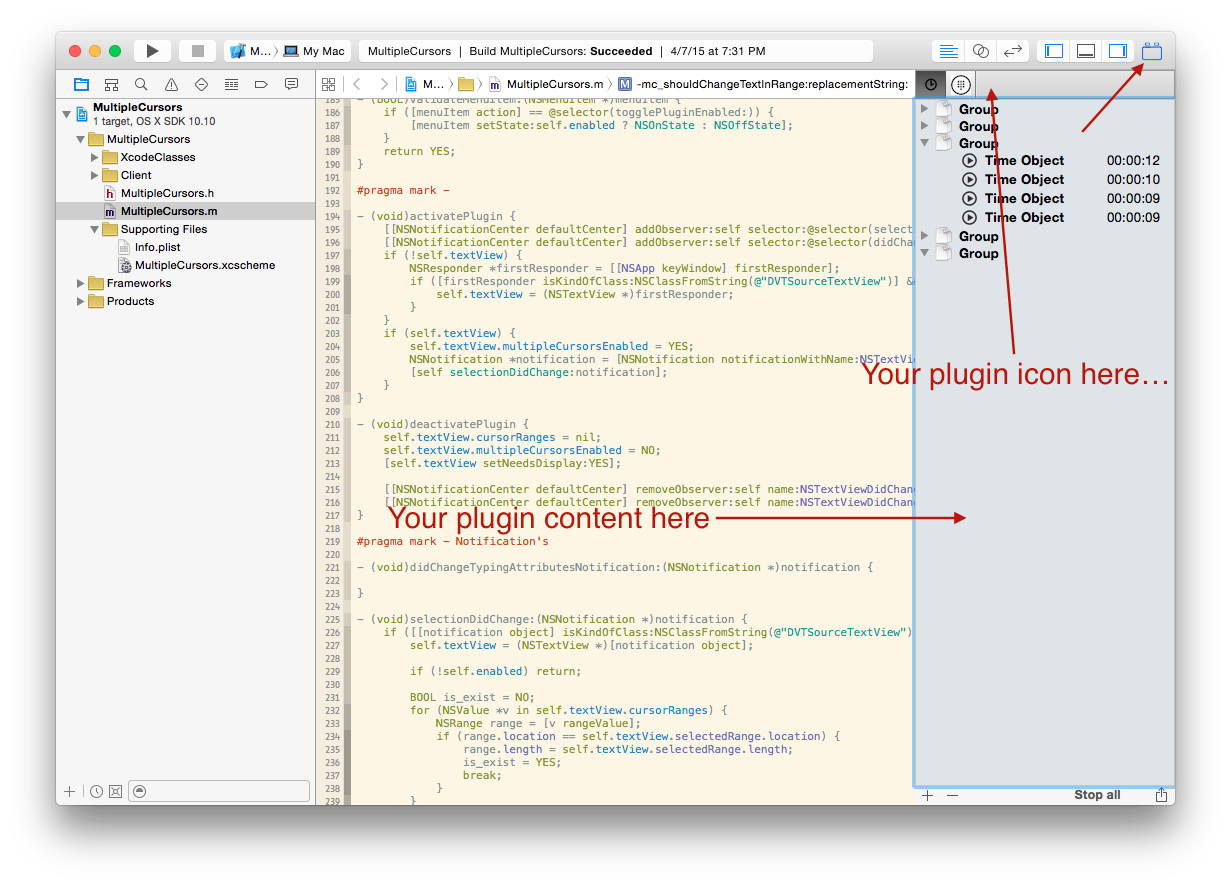 M... My Mac MultipleCursors | Build MultipleCursors: Succeeded | 4/7/15 at 7:31 PM
M... MultipleCursors.m -mc_shouldChangeTextInRange:replacementString:
MultipleCursors
1 target, OS X SDK 10.10
MultipleCursors
XcodeClasses
Client
MultipleCursors.h
MultipleCursors.m
Supporting Files
Info.plist
MultipleCursors.xcscheme
Frameworks
Products
185 - (BOOL)validateMenuItem:(NSMenuItem *)menuItem {
186 if ([menuItem action] == @selector(togglePluginEnabled:)) {
187 [menuItem setState:self.enabled ? NSOnState : NSOffState];
188 }
189 return YES;
190 }
191
192 #pragma mark -
193
194 - (void)activatePlugin {
195 [[NSNotificationCenter defaultCenter] addObserver:self selector:@selector(select
196 [[NSNotificationCenter defaultCenter] addObserver:self selector:@selector(didCha
197 if (!self.textView) {
198 NSResponder *firstResponder = [[NSApp keyWindow] firstResponder];
199 if ([firstResponder isKindOfClass:NSClassFromString(@"DVTSourceTextView")] &
200 self.textView = (NSTextView *)firstResponder;
201 }
202 }
203 if (self.textView) {
204 self.textView.multipleCursorsEnabled = YES;
205 NSNotification *notification = [NSNotification notificationWithName:NSTextVi
206 [self selectionDidChange:notification];
207 }
208 }
209
210 - (void)deactivatePlugin {
211 self.textView.cursorRanges = nil;
212 self.textView.multipleCursorsEnabled = NO;
213 [self.textView setNeedsDisplay:YES];
214
215 [[NSNotificationCenter defaultCenter] removeObserver:self name:NSTextViewDidChan
216 [[NSNotificationCenter defaultCenter] removeObserver:self name:NSTextViewDidChan
217 }
218
219 #pragma mark - Notification's
220
221 - (void)didChangeTypingAttributesNotification:(NSNotification *)notification {
222
223 }
224
225 - (void)selectionDidChange:(NSNotification *)notification {
226 if ([[notification object] isKindOfClass:NSClassFromString(@"DVTSourceTextView")
227 self.textView = (NSTextView *)[notification object];
228
229 if (!self.enabled) return;
230
231 BOOL is_exist = NO;
232 for (NSValue *v in self.textView.cursorRanges) {
233 NSRange range = [v rangeValue];
234 if (range.location == self.textView.selectedRange.location) {
235 range.length = self.textView.selectedRange.length;
236 is_exist = YES;
237 break;
238 }
239 }
Group
Group
Group
Time Object 00:00:12
Time Object 00:00:10
Time Object 00:00:09
Time Object 00:00:09
Group
Group
Your plugin icon here...
Your plugin content here
Stop all